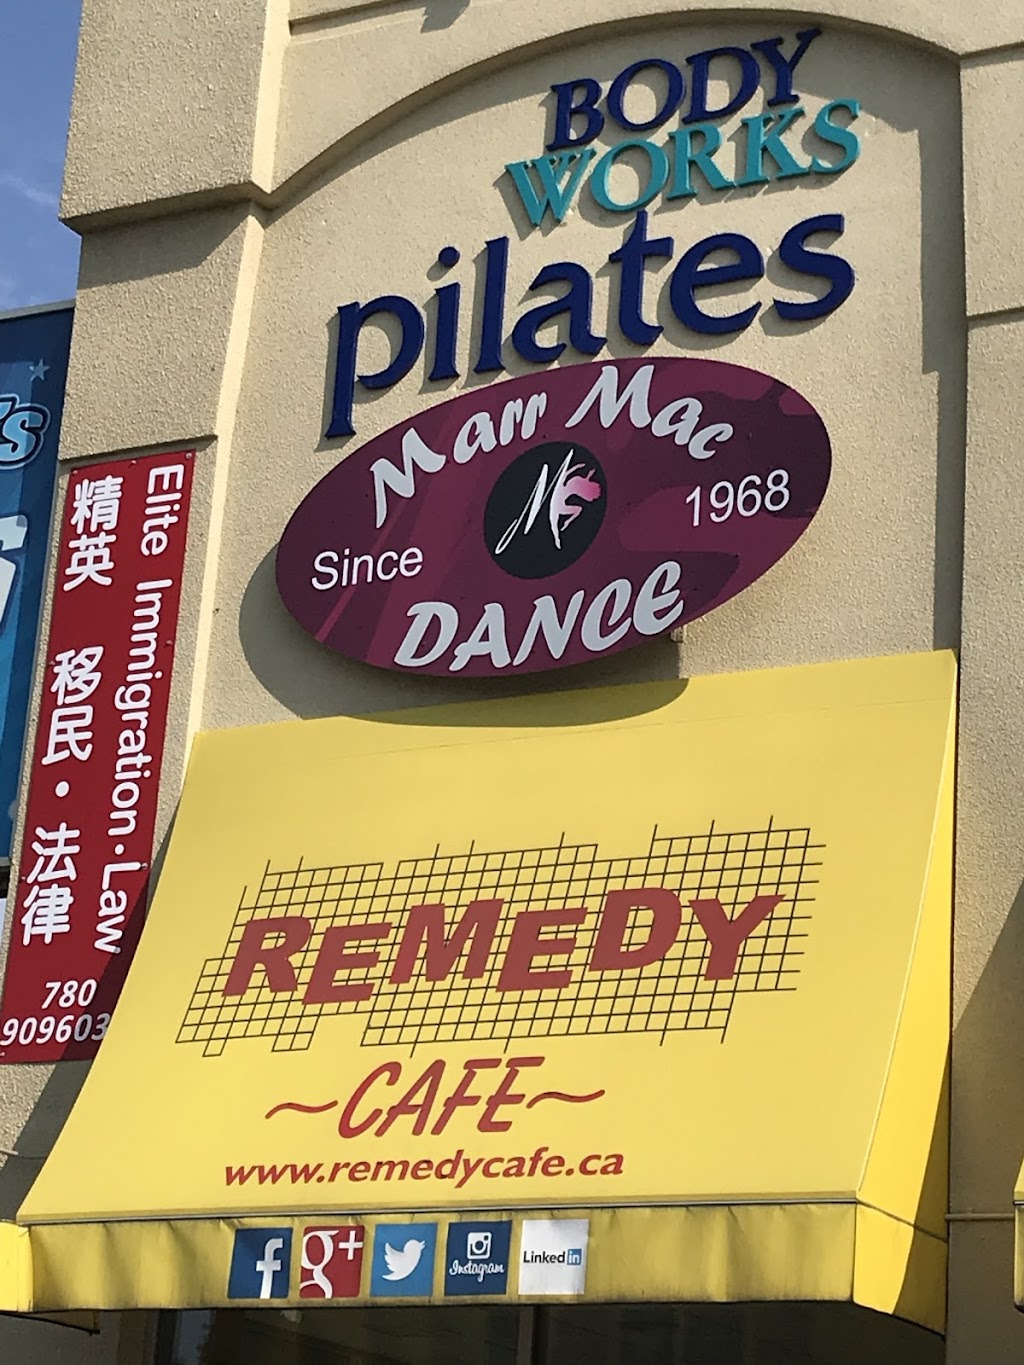 BODY
WORKS
pilates
Marr Mac
Since 1968
DANCE
精英 移民·法律
Elite Immigration·Law
780
909603
REMEDY
~CAFE~
www.remedycafe.ca
f
g+
Instagram
Linked in
's